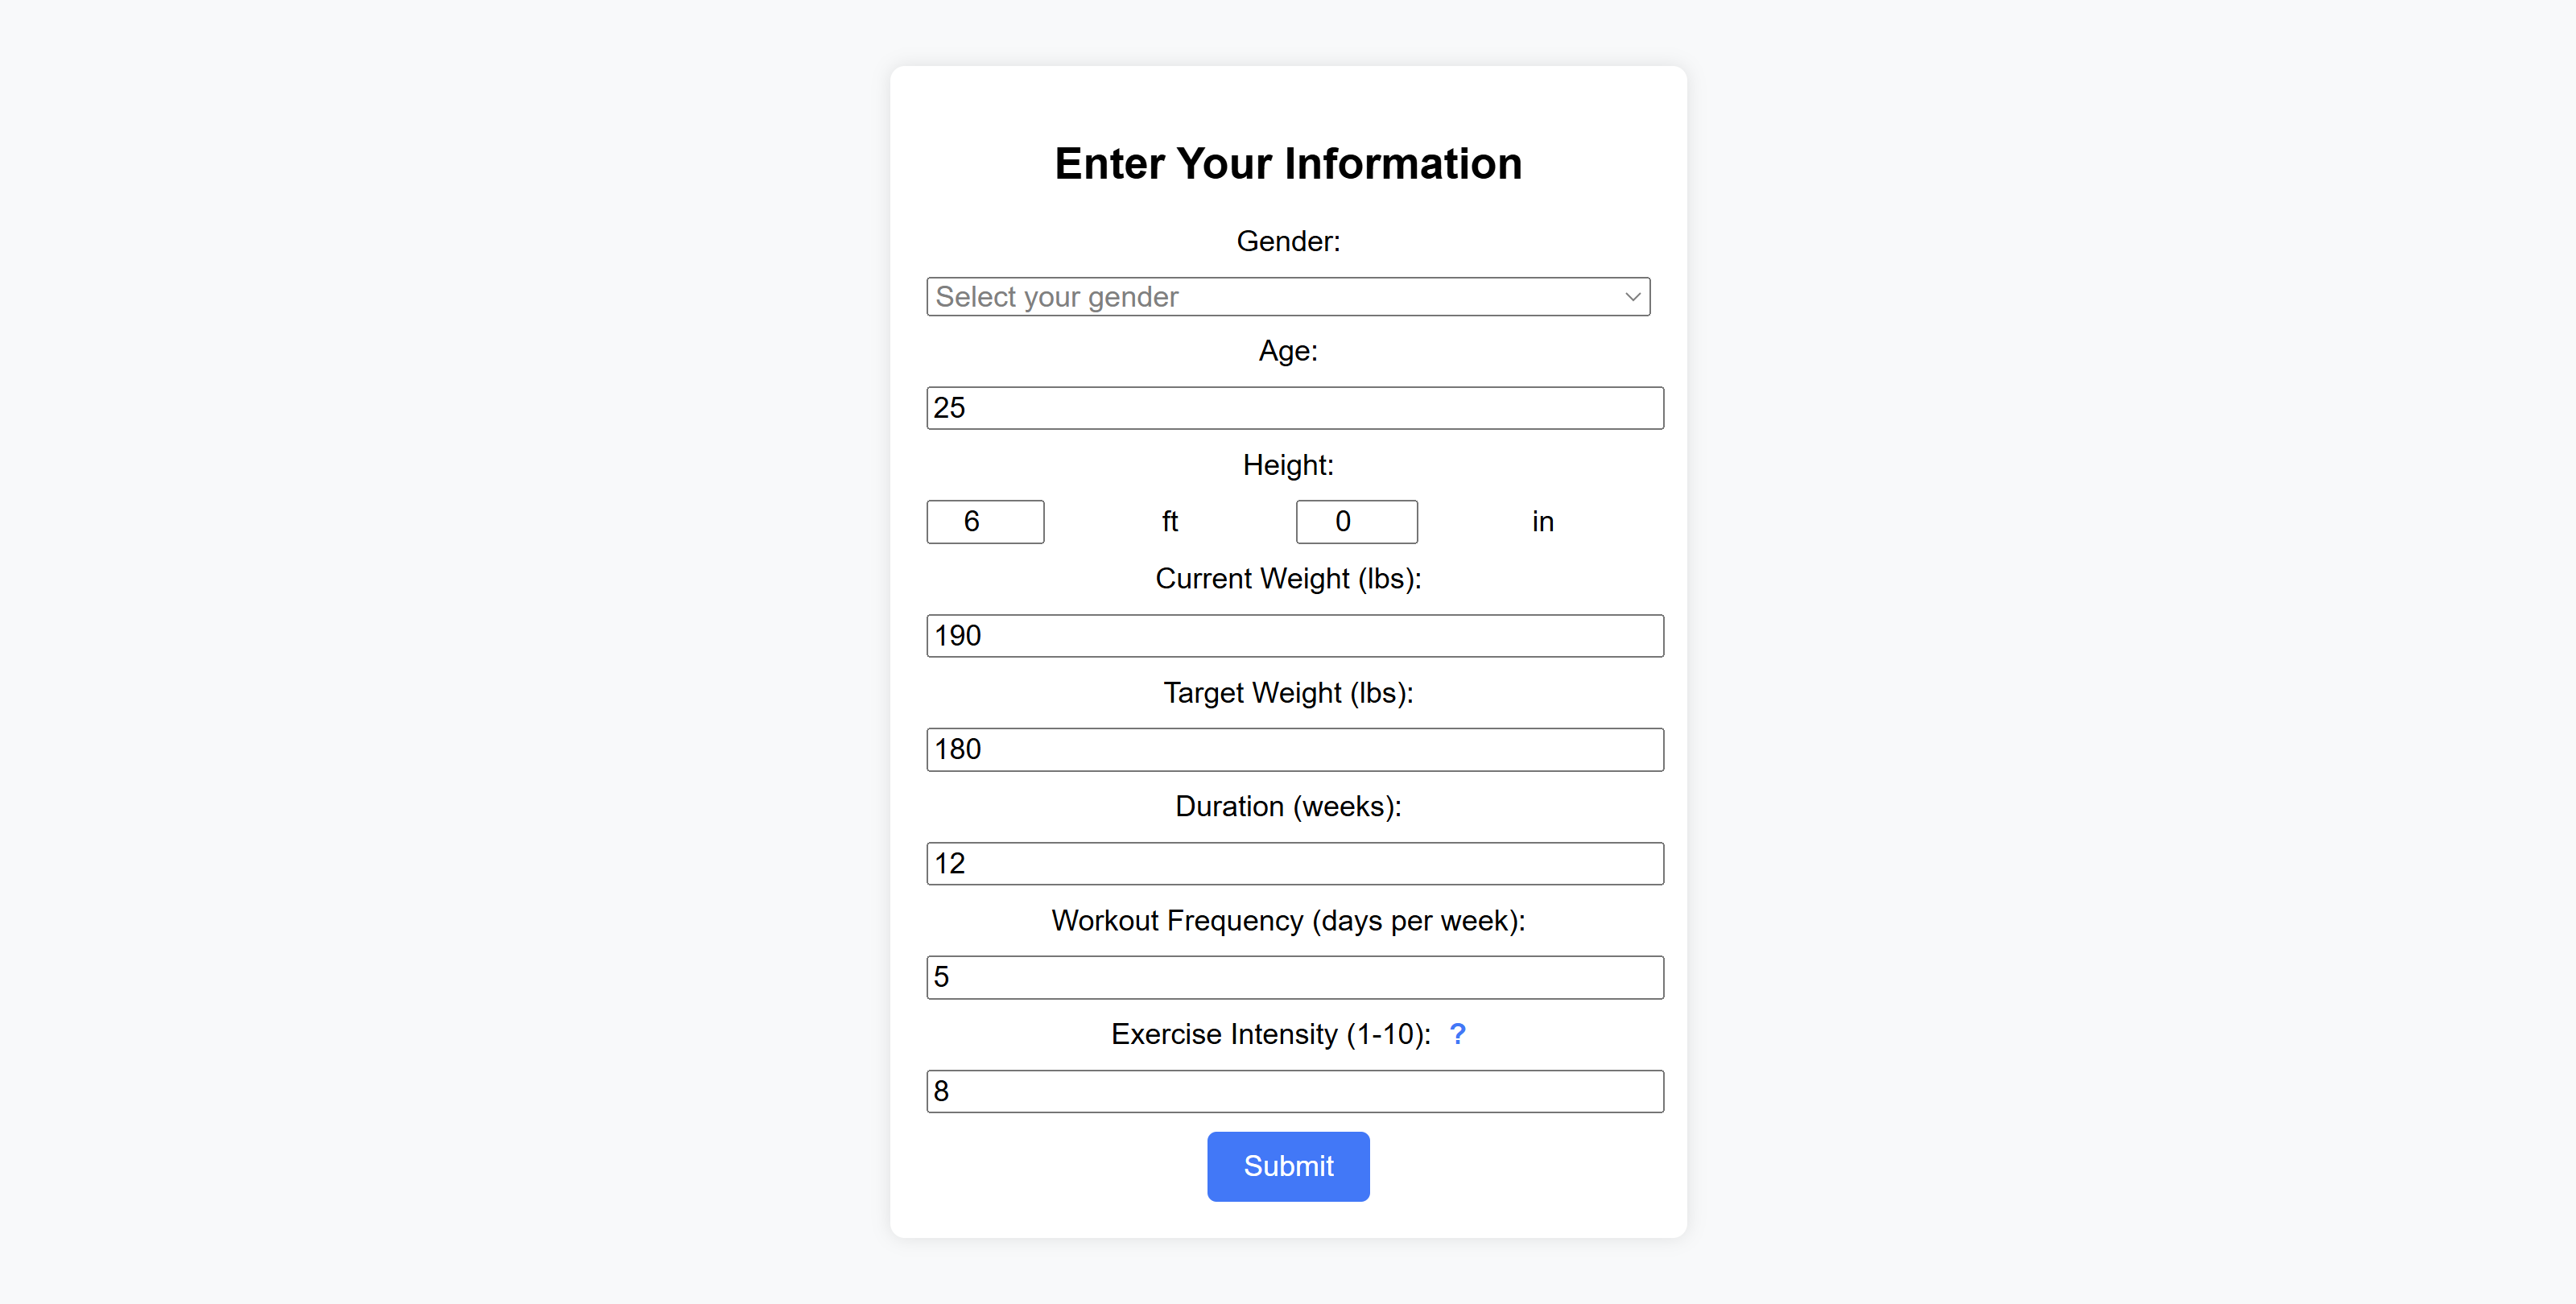 Enter Your Information
Gender:
Select your gender
Age:
25
Height:
6 ft 0 in
Current Weight (lbs):
190
Target Weight (lbs):
180
Duration (weeks):
12
Workout Frequency (days per week):
5
Exercise Intensity (1-10): ?
8
Submit